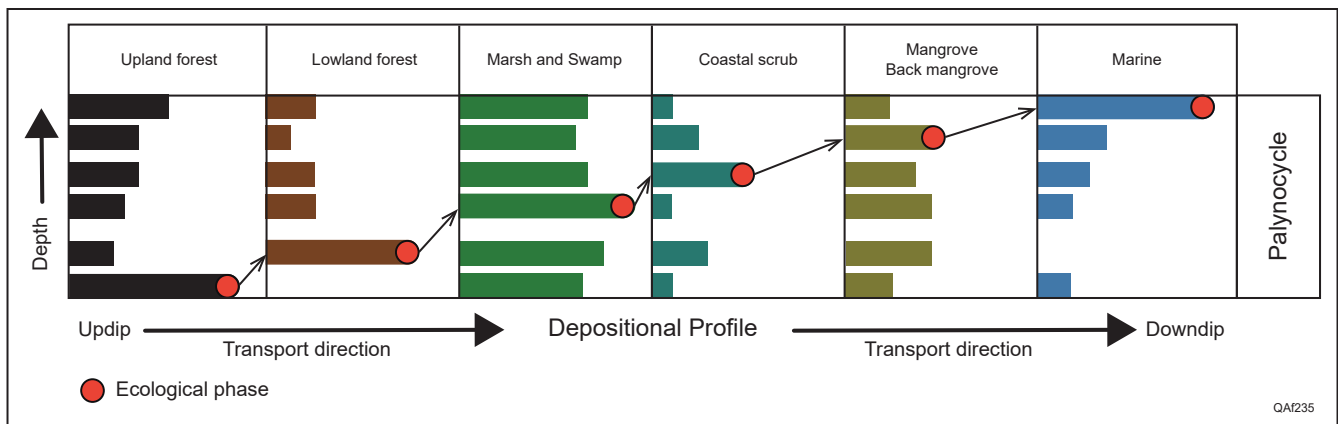 Upland forest
Lowland forest
Marsh and Swamp
Coastal scrub
Mangrove
Back mangrove
Marine
Depth
Palynocycle
Updip
Depositional Profile
Downdip
Transport direction
Transport direction
Ecological phase
QAf235